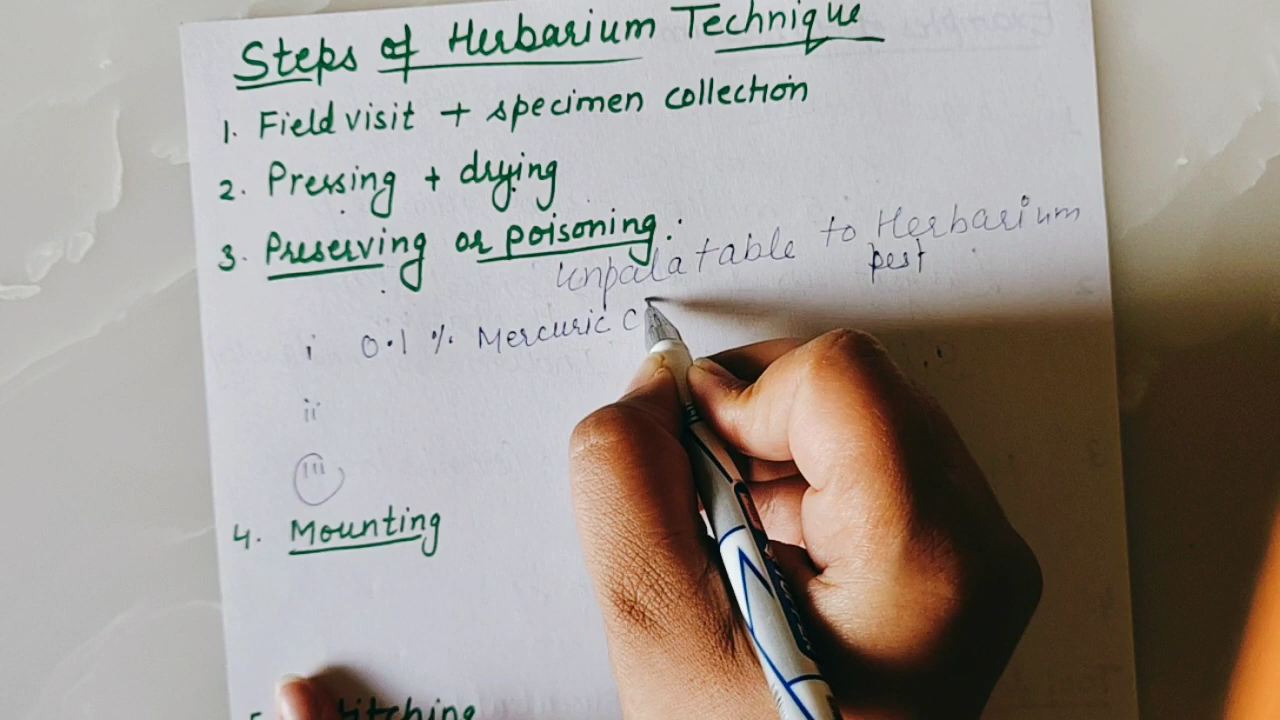 Steps of Herbarium Technique
1. Field visit + specimen collection
2. Pressing + drying
3. Preserving or poisoning:
unpalatable to Herbarium
pest
i 0.1 % Mercuric C
ii
iii
4. Mounting
titching